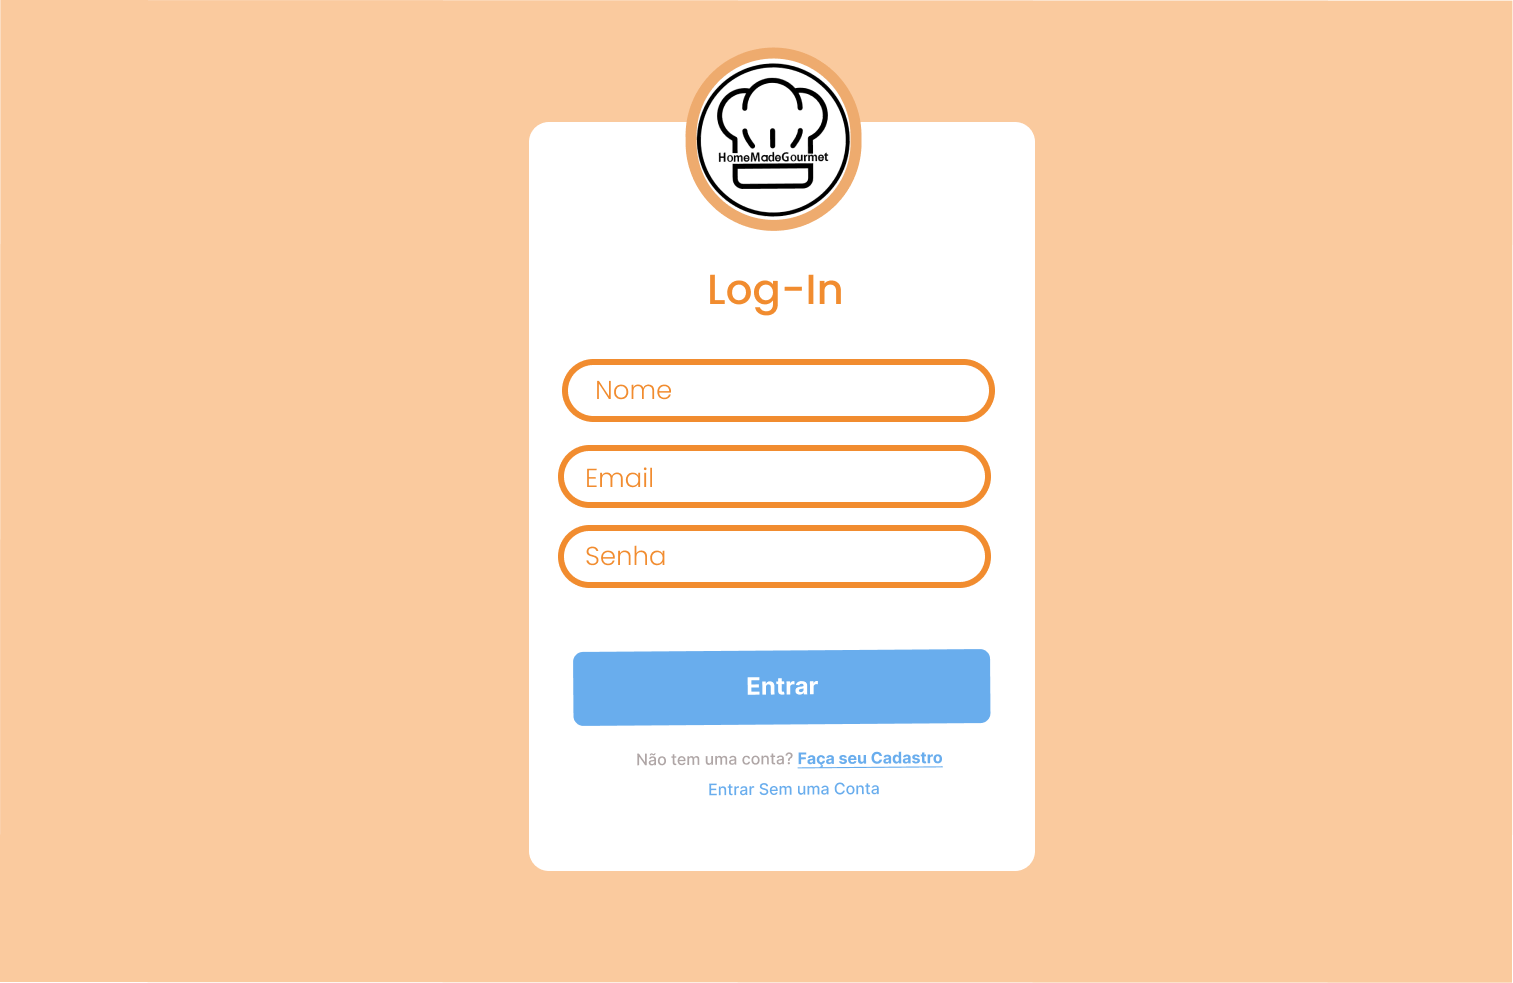 HomeMadeGourmet
Log-In
Nome
Email
Senha
Entrar
Não tem uma conta? Faça seu Cadastro
Entrar Sem uma Conta